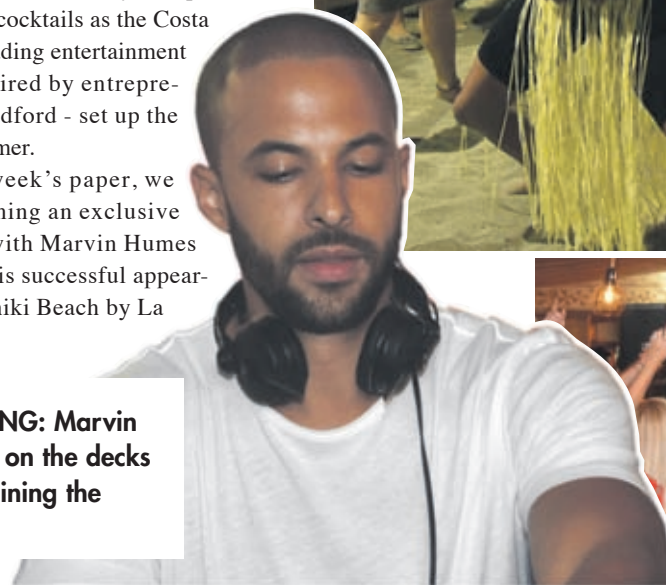 cocktails as the Costa
ding entertainment
ired by entrepre-
dford - set up the
mer.
week's paper, we
ning an exclusive
with Marvin Humes
is successful appear-
niki Beach by La
NG: Marvin
on the decks
ining the